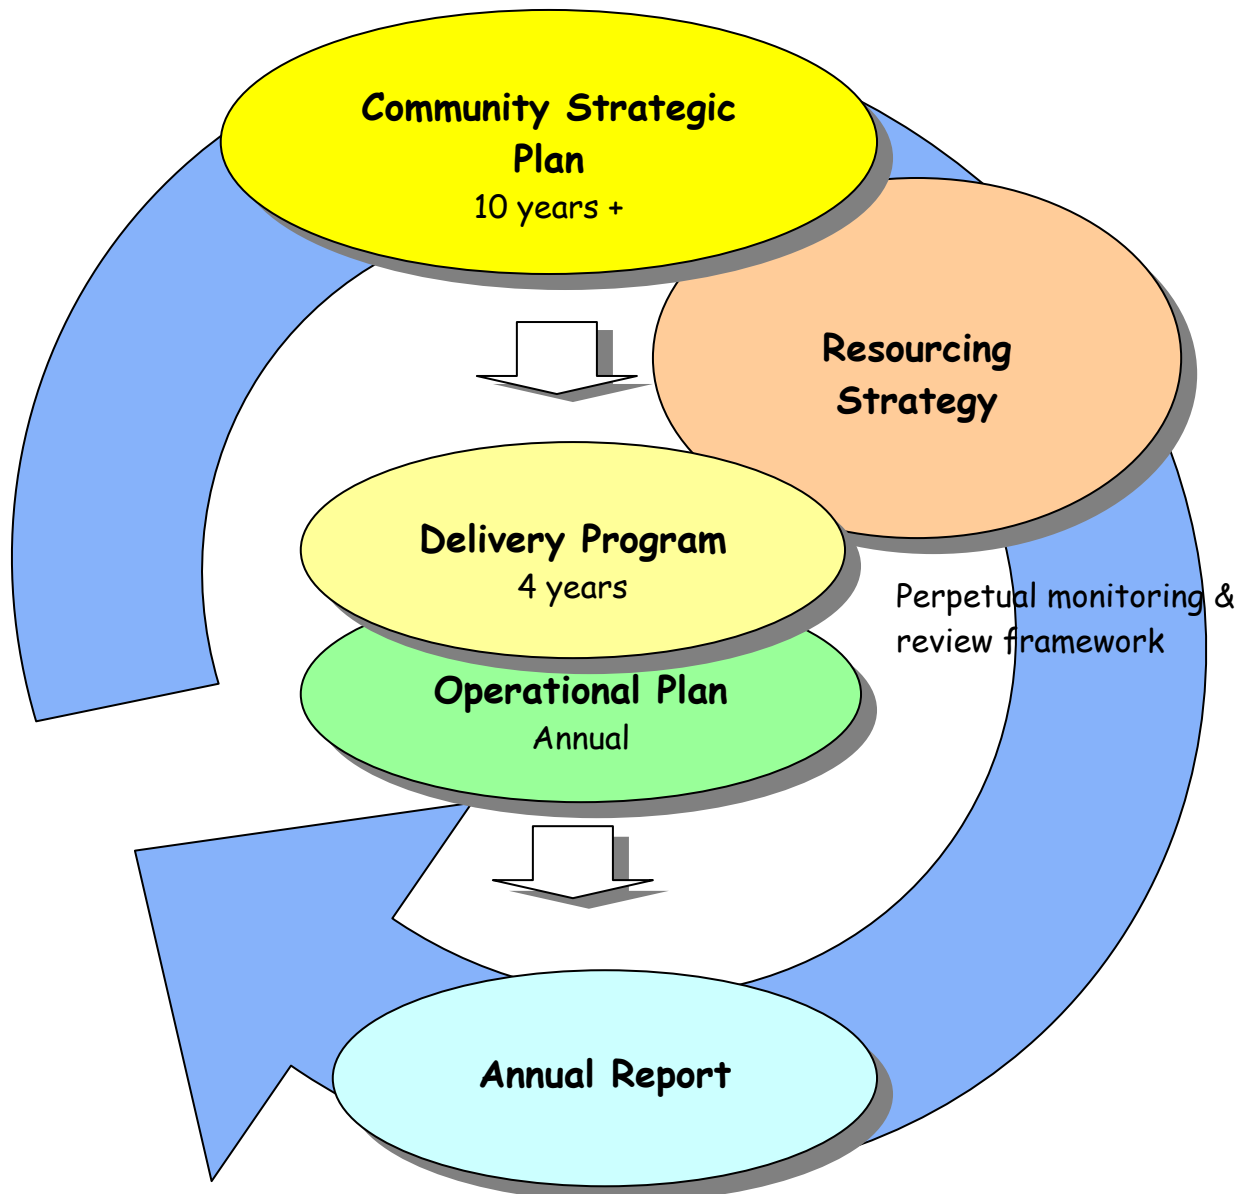 Community Strategic
Plan
10 years +
Resourcing
Strategy
Delivery Program
4 years
Perpetual monitoring &
review framework
Operational Plan
Annual
Annual Report